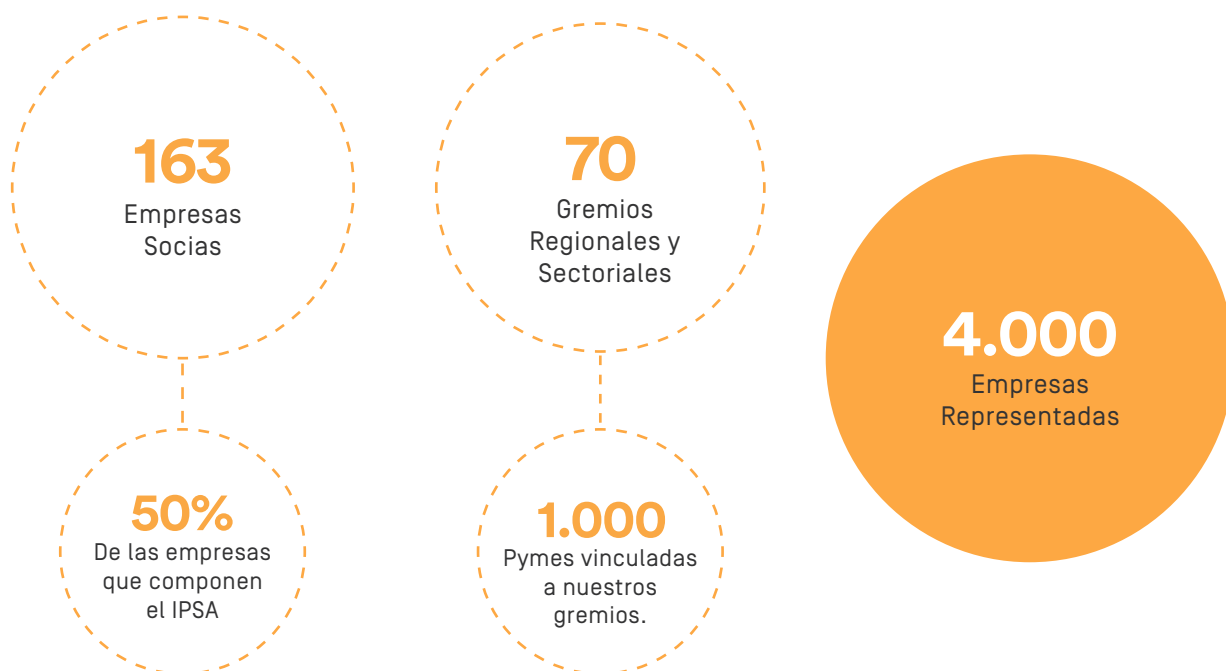 163
Empresas
Socias
50%
De las empresas
que componen
el IPSA
70
Gremios
Regionales y
Sectoriales
1.000
Pymes vinculadas
a nuestros
gremios.
4.000
Empresas
Representadas